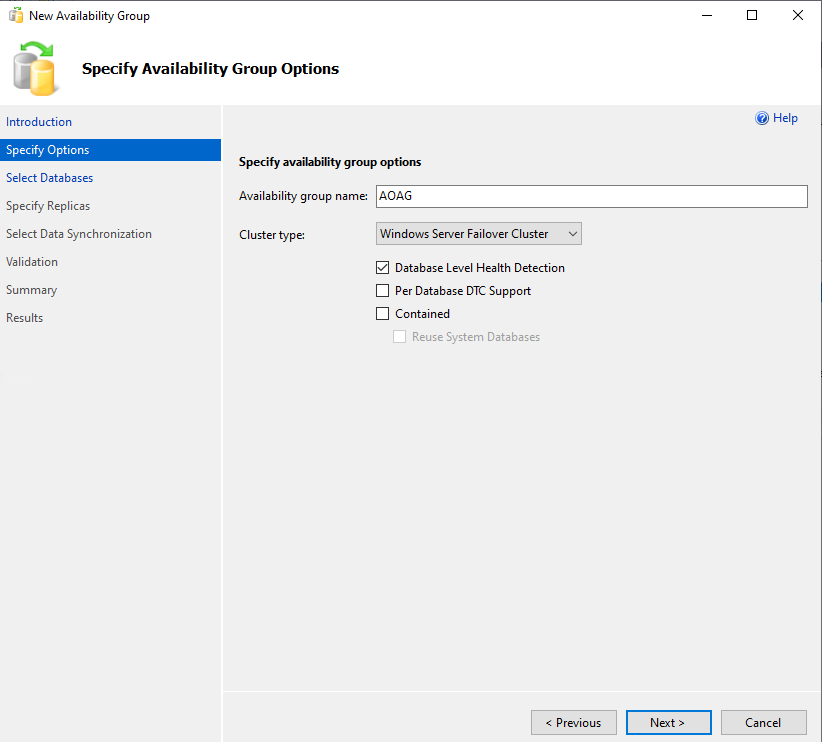 New Availability Group
Specify Availability Group Options
Introduction
Specify Options
Select Databases
Specify Replicas
Select Data Synchronization
Validation
Summary
Results
Help
Specify availability group options
Availability group name: AOAG
Cluster type: Windows Server Failover Cluster
Database Level Health Detection
Per Database DTC Support
Contained
Reuse System Databases
< Previous Next > Cancel